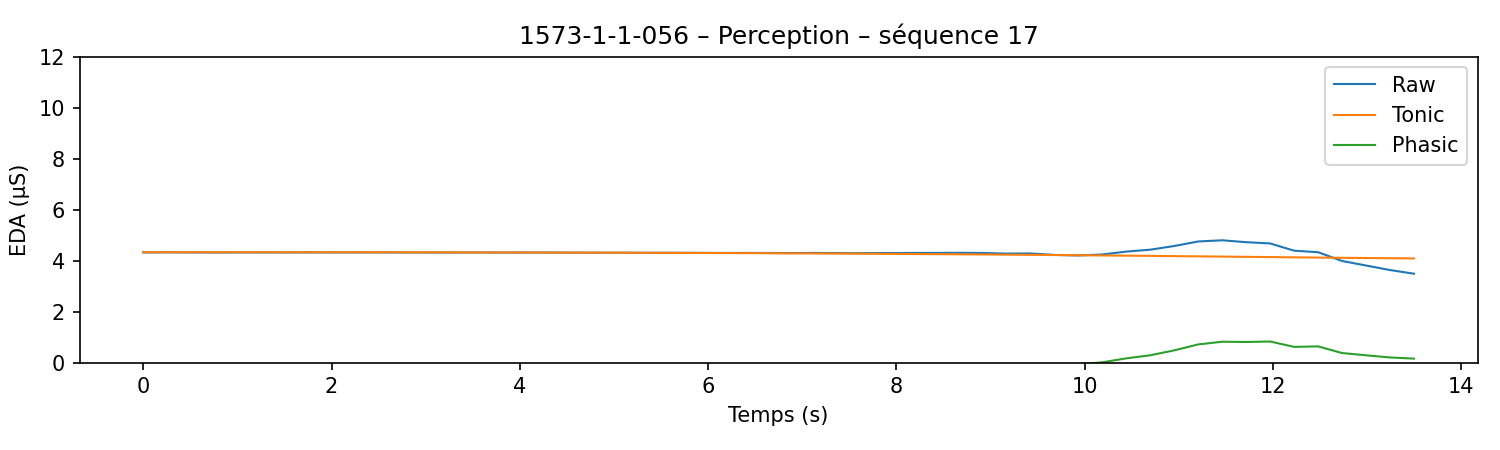 1573-1-1-056 – Perception – séquence 17
EDA (µS)
12
10
8
6
4
2
0
Raw
Tonic
Phasic
0 2 4 6 8 10 12 14
Temps (s)